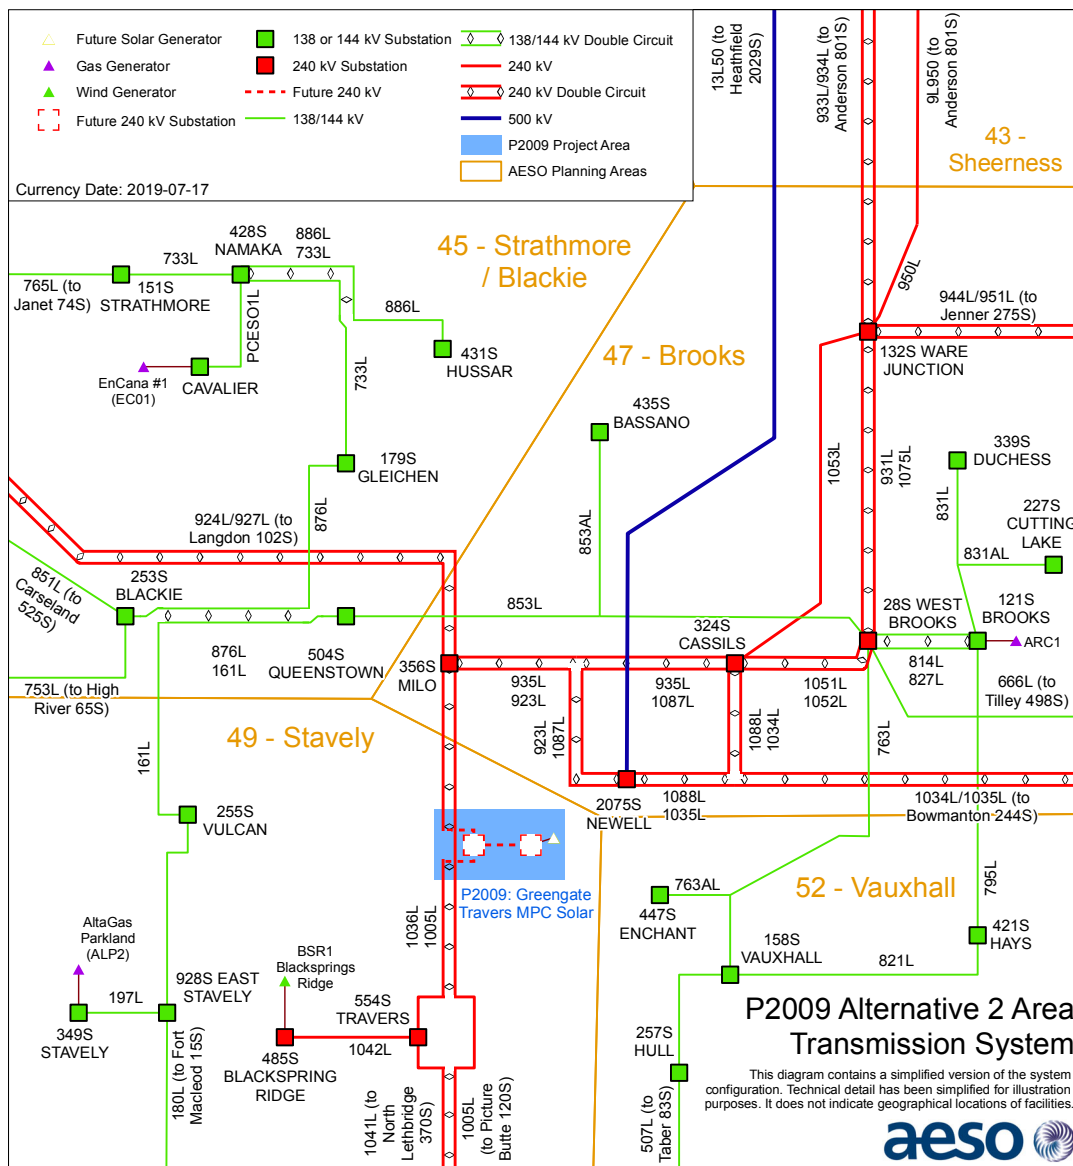 Future Solar Generator
Gas Generator
Wind Generator
Future 240 kV Substation
138 or 144 kV Substation
240 kV Substation
Future 240 kV
138/144 kV
138/144 kV Double Circuit
240 kV
240 kV Double Circuit
500 kV
P2009 Project Area
AESO Planning Areas
Currency Date: 2019-07-17
13L50 (to
Heathfield
2029S)
933L/934L (to
Anderson 801S)
9L950 (to
Anderson 801S)
43 -
Sheerness
45 - Strathmore
/ Blackie
47 - Brooks
428S
NAMAKA
886L
733L
733L
765L (to
Janet 74S)
151S
STRATHMORE
PCESO1L
886L
431S
HUSSAR
EnCana #1
(EC01)
CAVALIER
733L
950L
944L/951L (to
Jenner 275S)
132S WARE
JUNCTION
435S
BASSANO
339S
DUCHESS
179S
GLEICHEN
876L
1053L
931L
1075L
831L
227S
CUTTING
LAKE
924L/927L (to
Langdon 102S)
853AL
831AL
851L (to
Carseland
525S)
253S
BLACKIE
853L
28S WEST
BROOKS
121S
BROOKS
ARC1
324S
CASSILS
876L
161L
504S
QUEENSTOWN
356S
MILO
814L
827L
753L (to High
River 65S)
935L
923L
935L
1087L
1051L
1052L
666L (to
Tilley 498S)
49 - Stavely
161L
923L
1087L
1088L
1034L
763L
255S
VULCAN
2075S
NEWELL
1088L
1035L
1034L/1035L (to
Bowmanton 244S)
P2009: Greengate
Travers MPC Solar
52 - Vauxhall
763AL
447S
ENCHANT
795L
AltaGas
Parkland
(ALP2)
BSR1
Blacksprings
Ridge
1036L
1005L
158S
VAUXHALL
821L
421S
HAYS
197L
928S EAST
STAVELY
349S
STAVELY
554S
TRAVERS
485S
BLACKSPRING
RIDGE
1042L
257S
HULL
180L (to Fort
Macleod 15S)
1041L (to
North
Lethbridge
370S)
1005L
(to Picture
Butte 120S)
507L (to
Taber 83S)
P2009 Alternative 2 Area
Transmission System
This diagram contains a simplified version of the system
configuration. Technical detail has been simplified for illustration
purposes. It does not indicate geographical locations of facilities.
aeso